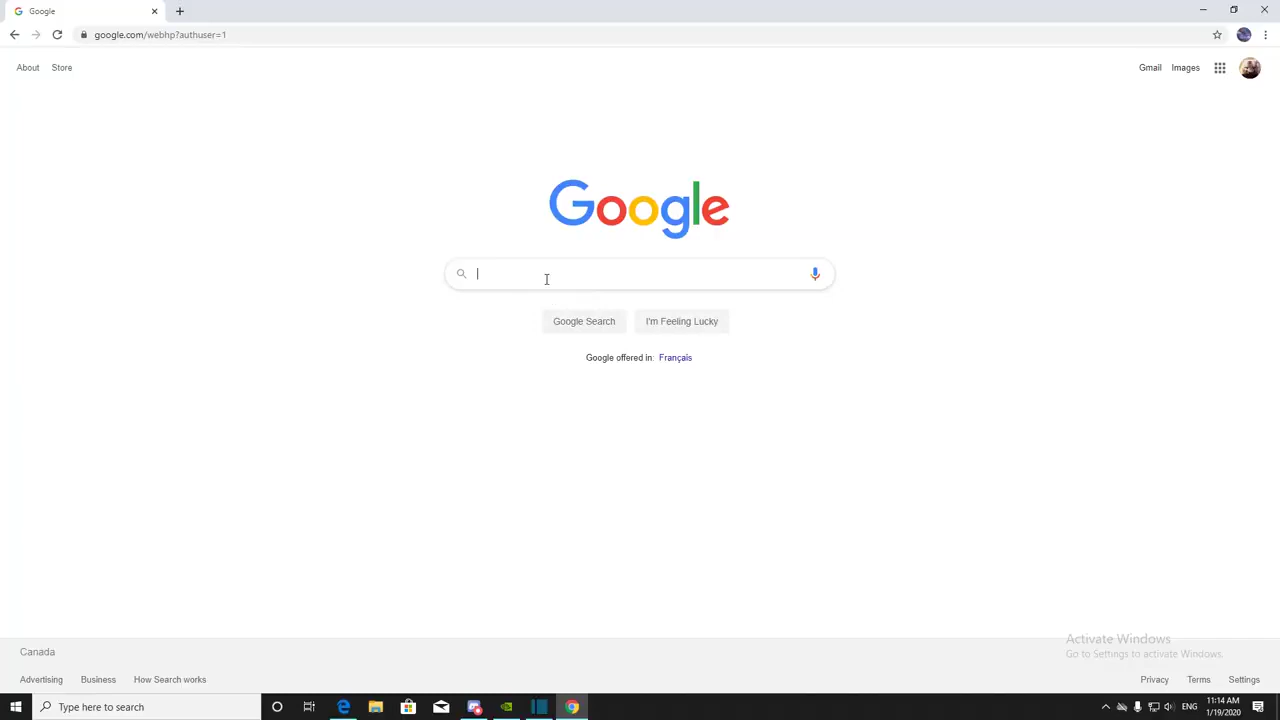 Google
google.com/webhp?authuser=1
About Store Gmail Images
Google
Google Search I'm Feeling Lucky
Google offered in: Français
Activate Windows
Go to Settings to activate Windows.
Canada
Advertising Business How Search works Privacy Terms Settings
Type here to search ENG 11:14 AM
1/19/2020